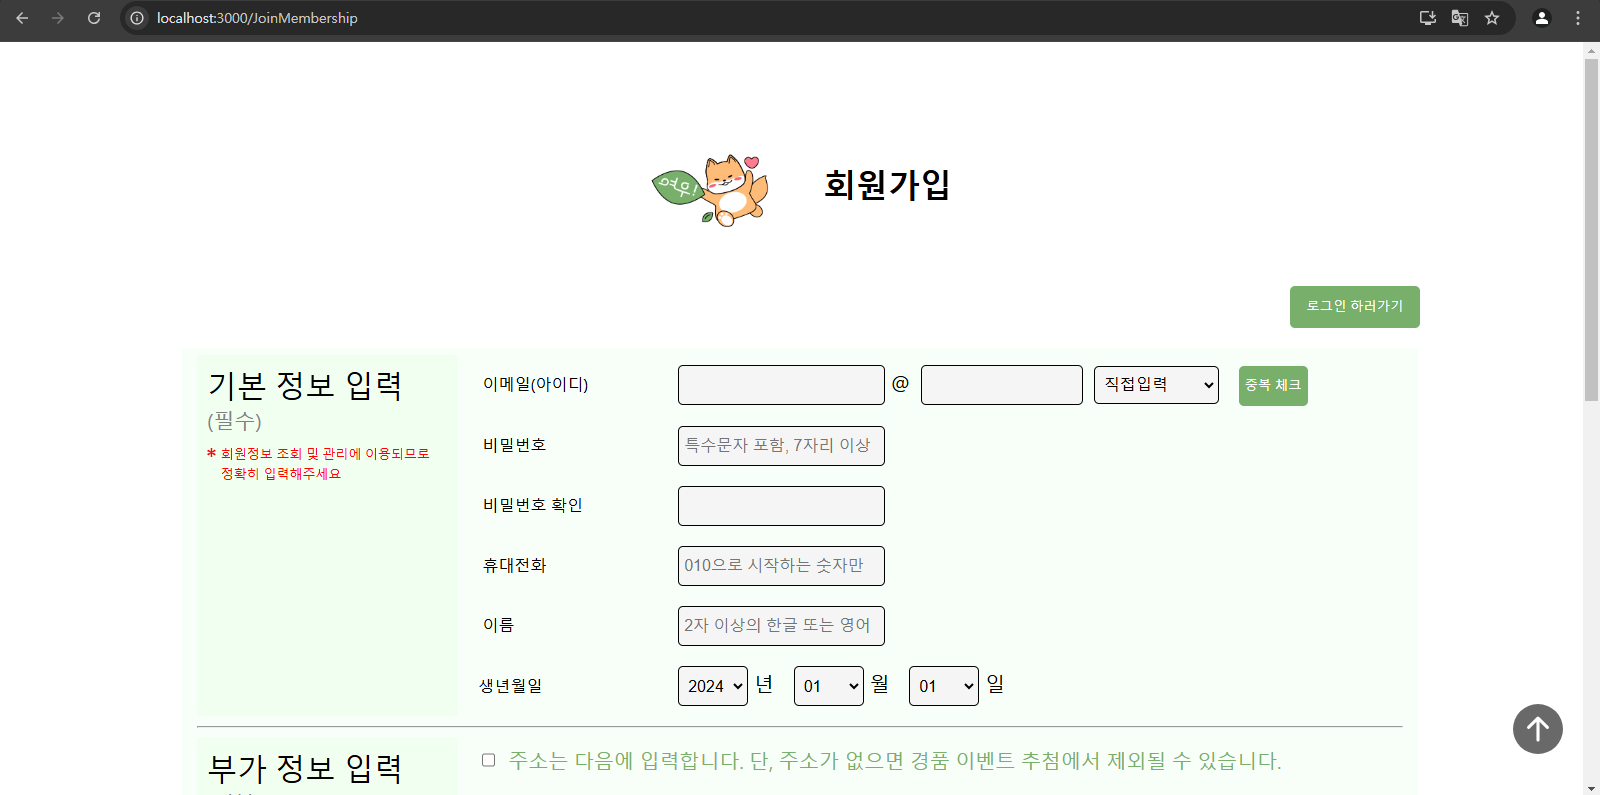 localhost:3000/JoinMembership
여우!
회원가입
로그인 하러가기
기본 정보 입력
(필수)
* 회원정보 조회 및 관리에 이용되므로
정확히 입력해주세요
이메일(아이디) @ 직접입력 중복 체크
비밀번호 특수문자 포함, 7자리 이상
비밀번호 확인
휴대전화 010으로 시작하는 숫자만
이름 2자 이상의 한글 또는 영어
생년월일 2024 년 01 월 01 일
부가 정보 입력
주소는 다음에 입력합니다. 단, 주소가 없으면 경품 이벤트 추첨에서 제외될 수 있습니다.